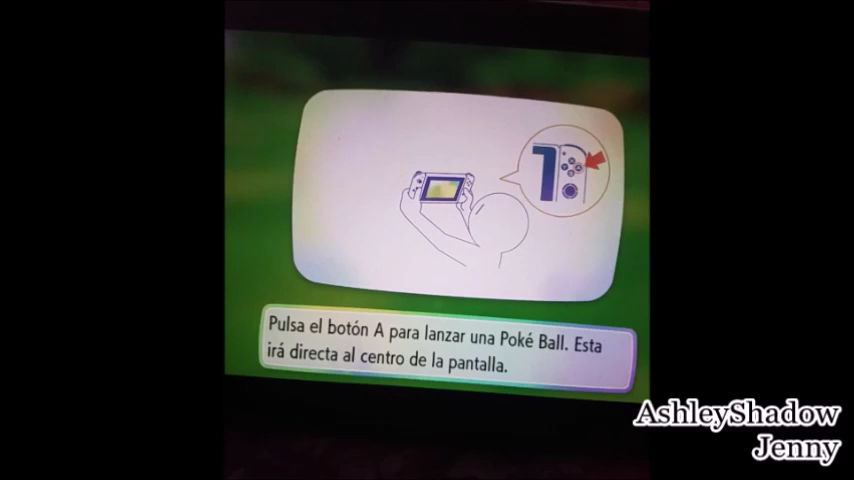 Pulsa el botón A para lanzar una Poké Ball. Esta
irá directa al centro de la pantalla.
AshleyShadow
Jenny